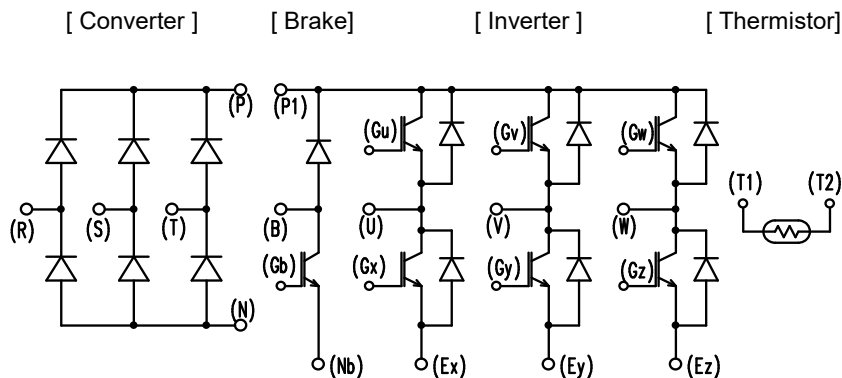 [ Converter ] [ Brake] [ Inverter ] [ Thermistor]
(P) (P1)
(Gu) (Gv) (Gw)
(T1) (T2)
(R) (S) (T) (B) (U) (V) (W)
(Gb) (Gx) (Gy) (Gz)
(N)
(Nb) (Ex) (Ey) (Ez)